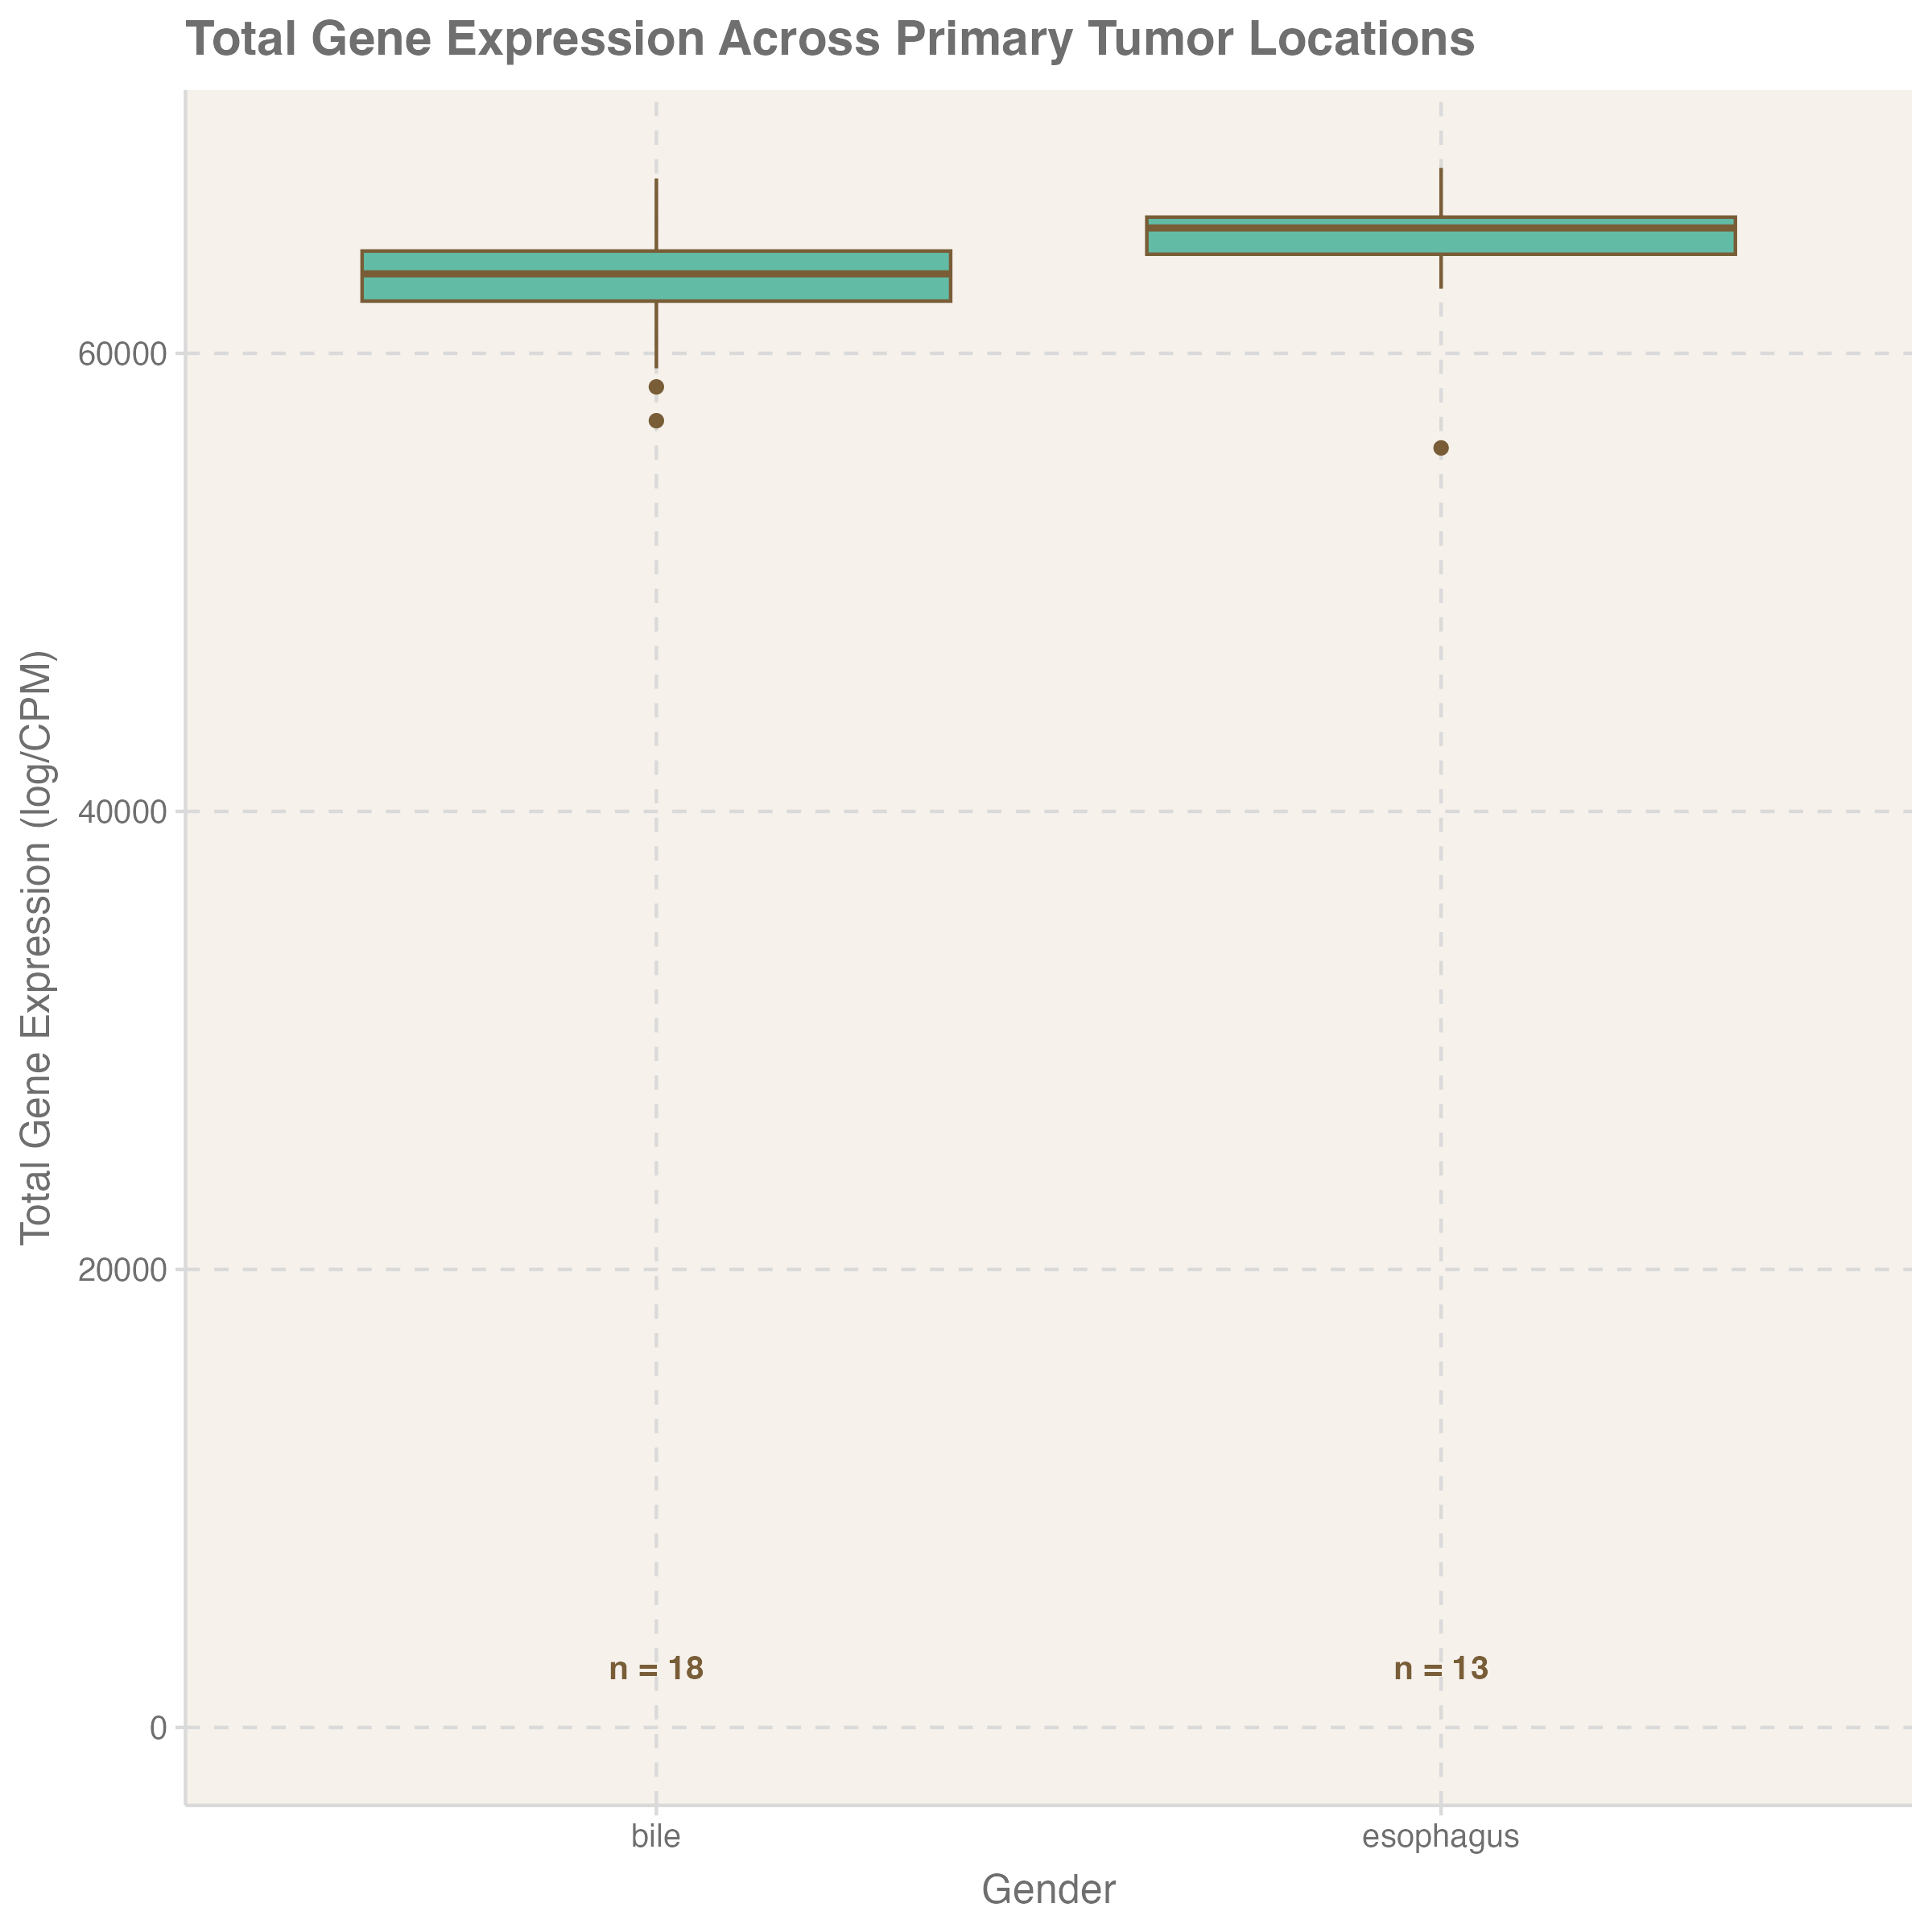 Total Gene Expression Across Primary Tumor Locations
Total Gene Expression (log/CPM)
60000
40000
20000
0
n = 18
n = 13
bile
esophagus
Gender